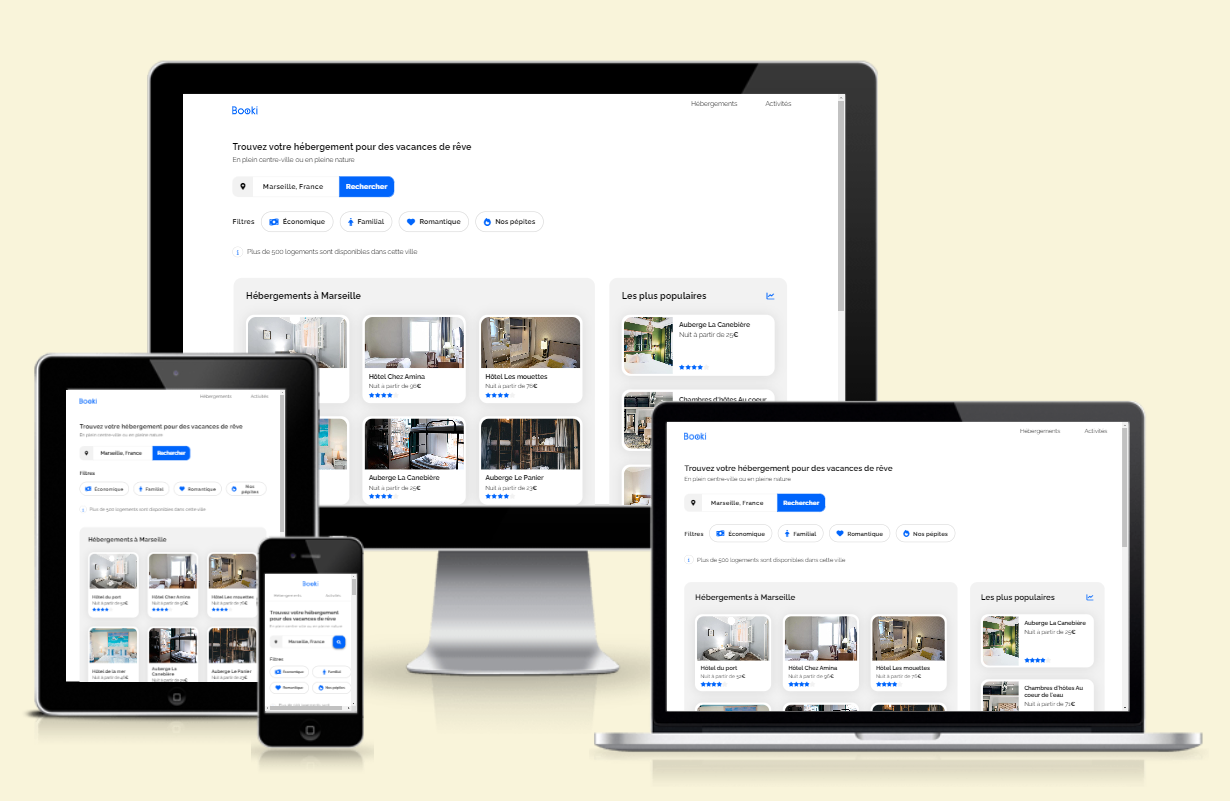 Booki
Hébergements
Activités
Trouvez votre hébergement pour des vacances de rêve
En plein centre-ville ou en pleine nature
Marseille, France
Rechercher
Filtres
Économique
Familial
Romantique
Nos pépites
Plus de 500 logements sont disponibles dans cette ville
Hébergements à Marseille
Hôtel Chez Amina
Nuit à partir de 96€
Hôtel Les mouettes
Nuit à partir de 76€
Auberge La Canebière
Nuit à partir de 25€
Auberge Le Panier
Nuit à partir de 23€
Les plus populaires
Auberge La Canebière
Nuit à partir de 25€
Chambres d'hôtes Au coeur
Booki
Hébergements
Activités
Trouvez votre hébergement pour des vacances de rêve
En plein centre-ville ou en pleine nature
Marseille, France
Rechercher
Filtres
Économique
Familial
Romantique
Nos
pépites
Plus de 500 logements sont disponibles dans cette ville
Hébergements à Marseille
Hôtel du port
Nuit à partir de 52€
Hôtel Chez Amina
Nuit à partir de 96€
Hôtel Les mouettes
Nuit à partir de 76€
Hôtel de la mer
Auberge La
Canebière
Auberge Le Panier
Booki
Hébergements
Activités
Trouvez votre hébergement
pour des vacances de rêve
En plein centre-ville ou en pleine nature
Marseille, France
Filtres
Économique
Familial
Romantique
Nos pépites
Booki
Hébergements
Activités
Trouvez votre hébergement pour des vacances de rêve
En plein centre-ville ou en pleine nature
Marseille, France
Rechercher
Filtres
Économique
Familial
Romantique
Nos pépites
Plus de 500 logements sont disponibles dans cette ville
Hébergements à Marseille
Hôtel du port
Nuit à partir de 52€
Hôtel Chez Amina
Nuit à partir de 96€
Hôtel Les mouettes
Nuit à partir de 76€
Les plus populaires
Auberge La Canebière
Nuit à partir de 25€
Chambres d'hôtes Au
coeur de l'eau
Nuit à partir de 71€